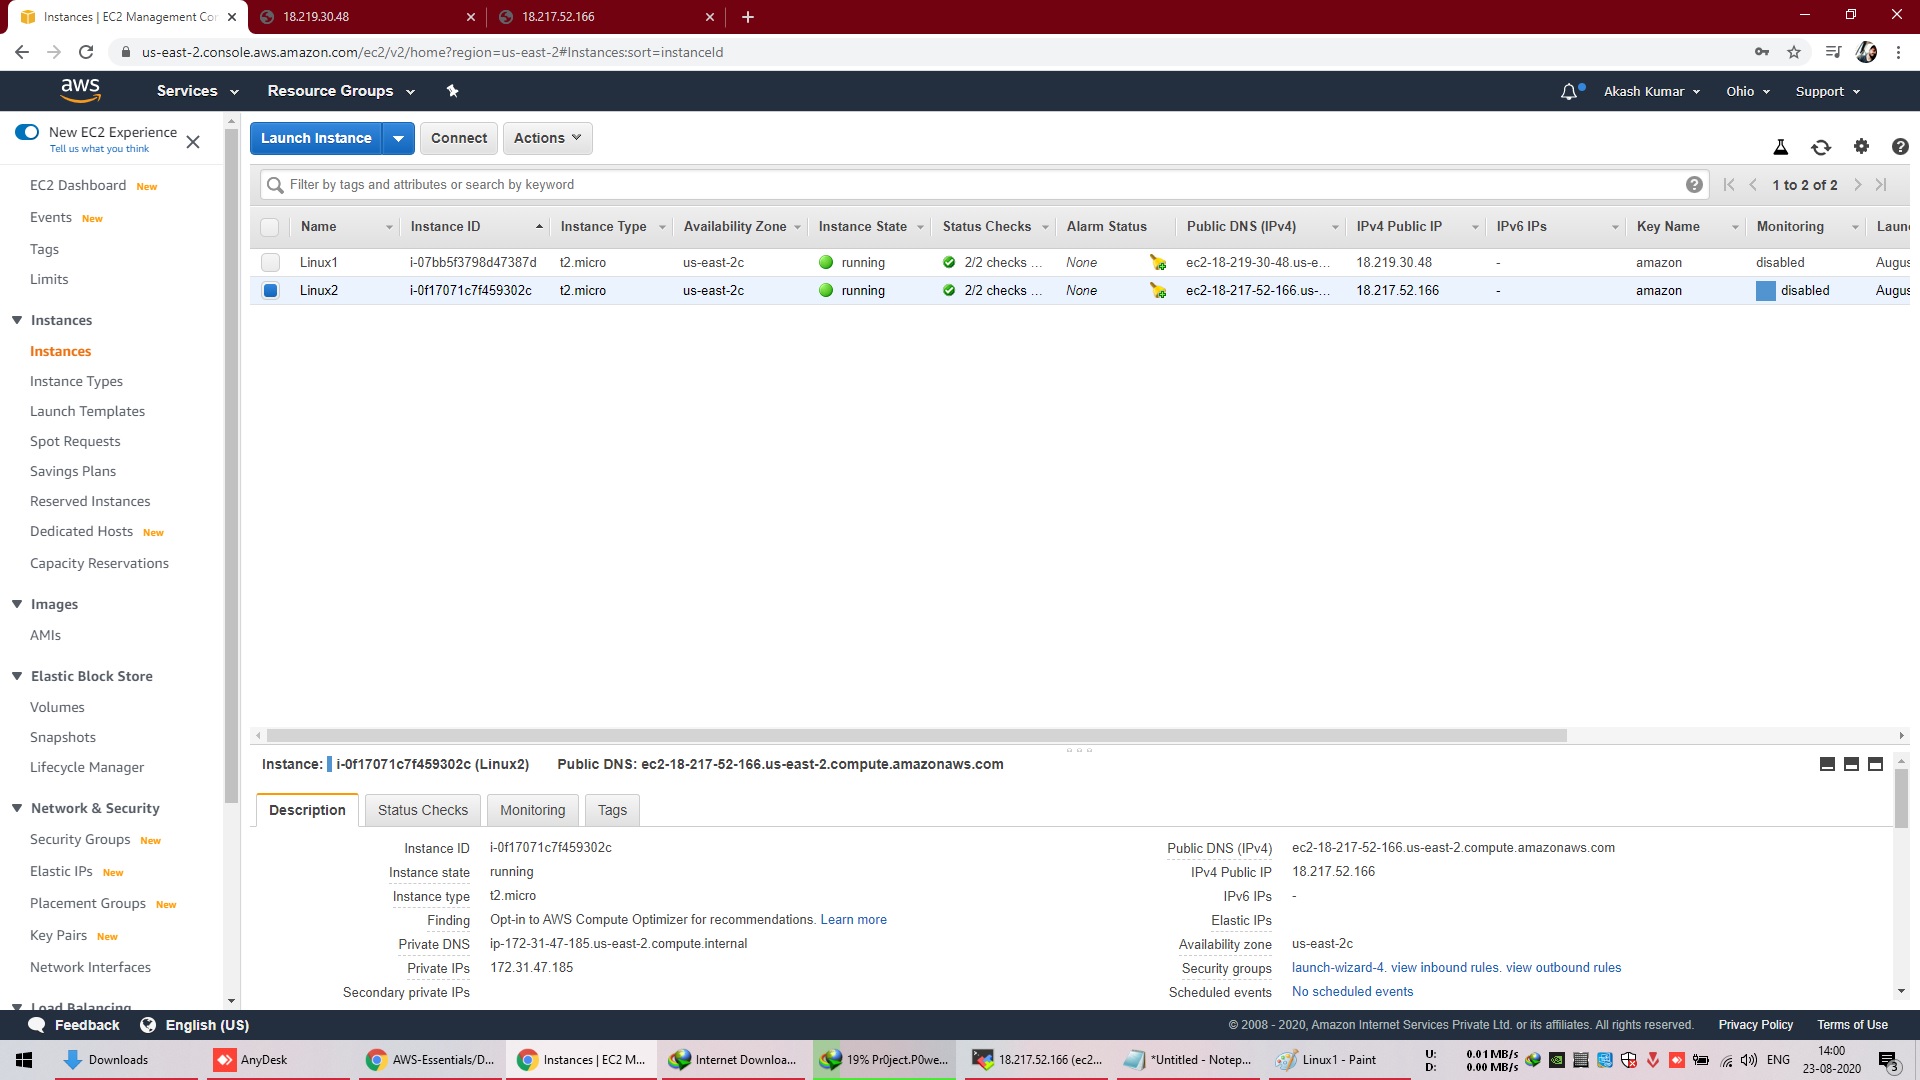 Instances | EC2 Management Con
18.219.30.48
18.217.52.166
us-east-2.console.aws.amazon.com/ec2/v2/home?region=us-east-2#Instances:sort=instanceId
aws
Services
Resource Groups
Akash Kumar
Ohio
Support
New EC2 Experience
Tell us what you think
EC2 Dashboard New
Events New
Tags
Limits
Instances
Instances
Instance Types
Launch Templates
Spot Requests
Savings Plans
Reserved Instances
Dedicated Hosts New
Capacity Reservations
Images
AMIs
Elastic Block Store
Volumes
Snapshots
Lifecycle Manager
Network & Security
Security Groups New
Elastic IPs New
Placement Groups New
Key Pairs New
Network Interfaces
Load Balancing
Launch Instance
Connect
Actions
Filter by tags and attributes or search by keyword
1 to 2 of 2
Name Instance ID Instance Type Availability Zone Instance State Status Checks Alarm Status Public DNS (IPv4) IPv4 Public IP IPv6 IPs Key Name Monitoring Laun
Linux1 i-07bb5f3798d47387d t2.micro us-east-2c running 2/2 checks ... None ec2-18-219-30-48.us-e... 18.219.30.48 - amazon disabled Augus
Linux2 i-0f17071c7f459302c t2.micro us-east-2c running 2/2 checks ... None ec2-18-217-52-166.us-... 18.217.52.166 - amazon disabled Augus
Instance: i-0f17071c7f459302c (Linux2) Public DNS: ec2-18-217-52-166.us-east-2.compute.amazonaws.com
Description
Status Checks
Monitoring
Tags
Instance ID i-0f17071c7f459302c
Instance state running
Instance type t2.micro
Finding Opt-in to AWS Compute Optimizer for recommendations. Learn more
Private DNS ip-172-31-47-185.us-east-2.compute.internal
Private IPs 172.31.47.185
Secondary private IPs
Public DNS (IPv4) ec2-18-217-52-166.us-east-2.compute.amazonaws.com
IPv4 Public IP 18.217.52.166
IPv6 IPs -
Elastic IPs
Availability zone us-east-2c
Security groups launch-wizard-4. view inbound rules. view outbound rules
Scheduled events No scheduled events
Feedback
English (US)
© 2008 - 2020, Amazon Internet Services Private Ltd. or its affiliates. All rights reserved.
Privacy Policy
Terms of Use
Downloads
AnyDesk
AWS-Essentials/D...
Instances | EC2 M...
Internet Downloa...
19% Pr0ject.P0we...
18.217.52.166 (ec2...
*Untitled - Notep...
Linux1 - Paint
U: 0.01 MB/s
D: 0.00 MB/s
ENG
14:00
23-08-2020
3